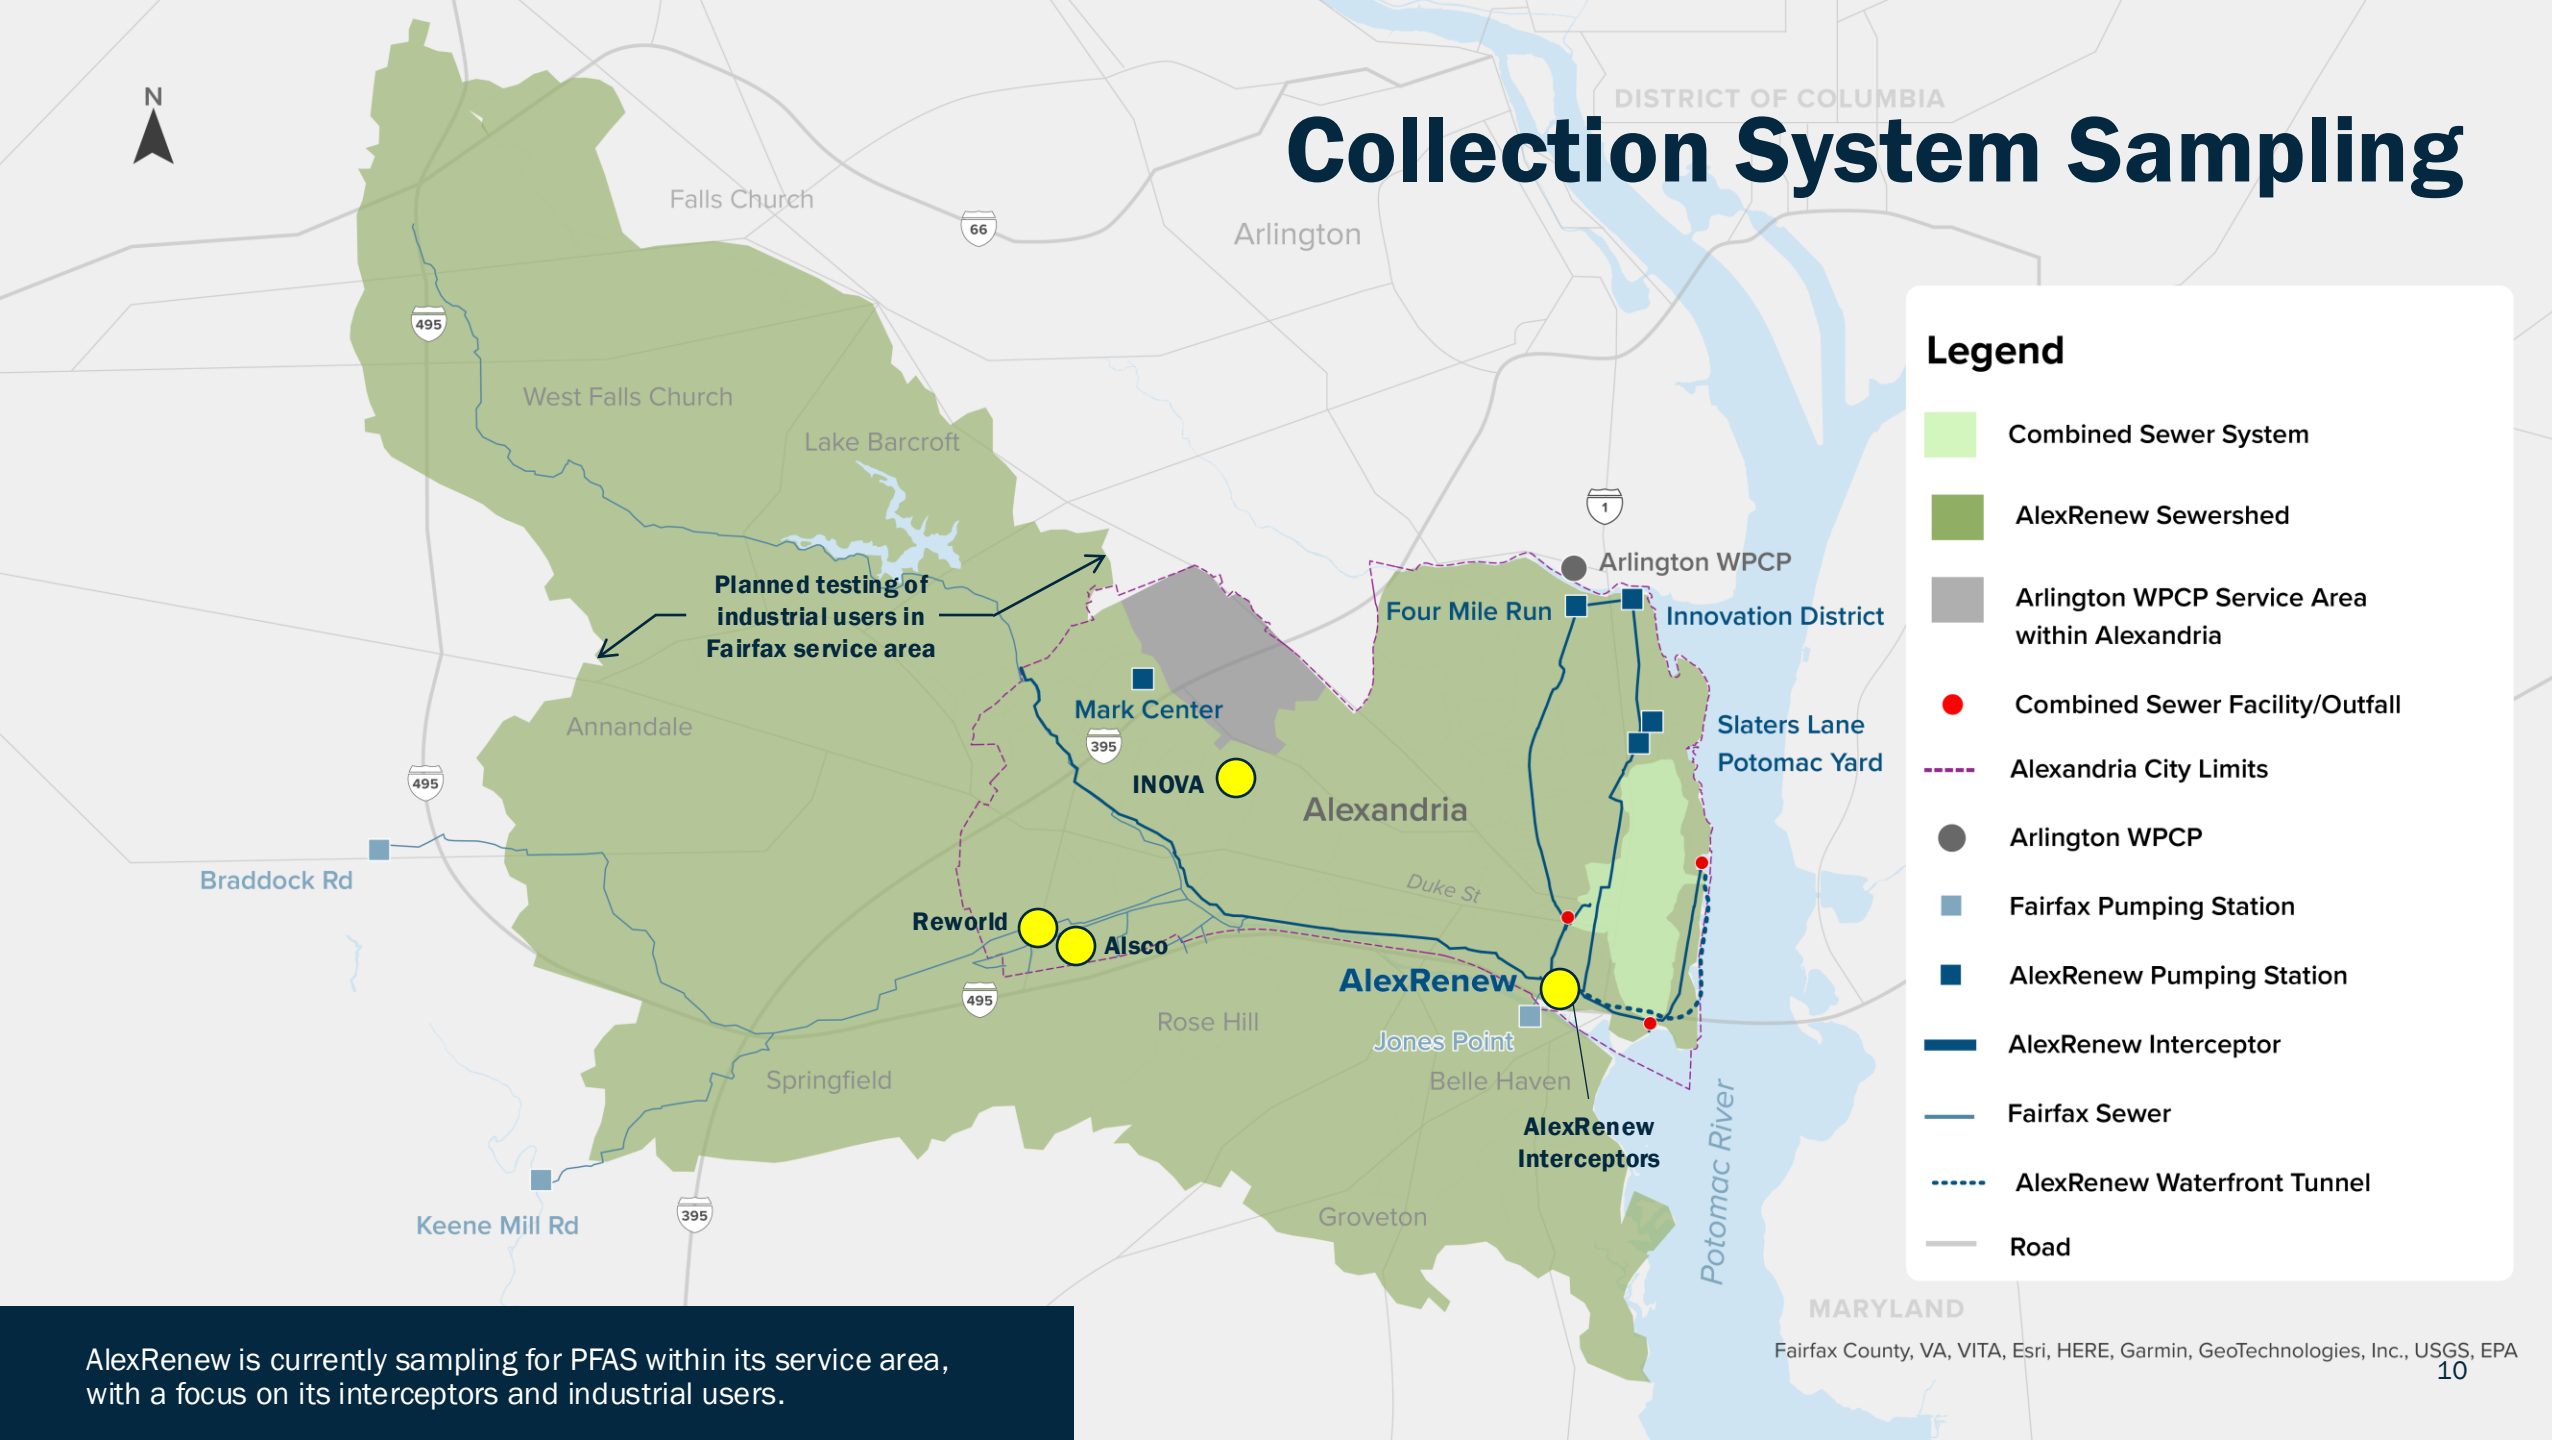 Collection System Sampling
N
DISTRICT OF COLUMBIA
Falls Church
66
Arlington
495
West Falls Church
Lake Barcroft
1
Arlington WPCP
Planned testing of
industrial users in
Fairfax service area
Four Mile Run
Innovation District
Mark Center
395
Annandale
Slaters Lane
Potomac Yard
INOVA
Alexandria
495
Braddock Rd
Duke St
Reworld
Alsco
AlexRenew
495
Rose Hill
Jones Point
Springfield
Belle Haven
AlexRenew
Interceptors
Potomac River
Keene Mill Rd
395
Groveton
MARYLAND
Legend
Combined Sewer System
AlexRenew Sewershed
Arlington WPCP Service Area
within Alexandria
Combined Sewer Facility/Outfall
Alexandria City Limits
Arlington WPCP
Fairfax Pumping Station
AlexRenew Pumping Station
AlexRenew Interceptor
Fairfax Sewer
AlexRenew Waterfront Tunnel
Road
AlexRenew is currently sampling for PFAS within its service area,
with a focus on its interceptors and industrial users.
Fairfax County, VA, VITA, Esri, HERE, Garmin, GeoTechnologies, Inc., USGS, EPA
10